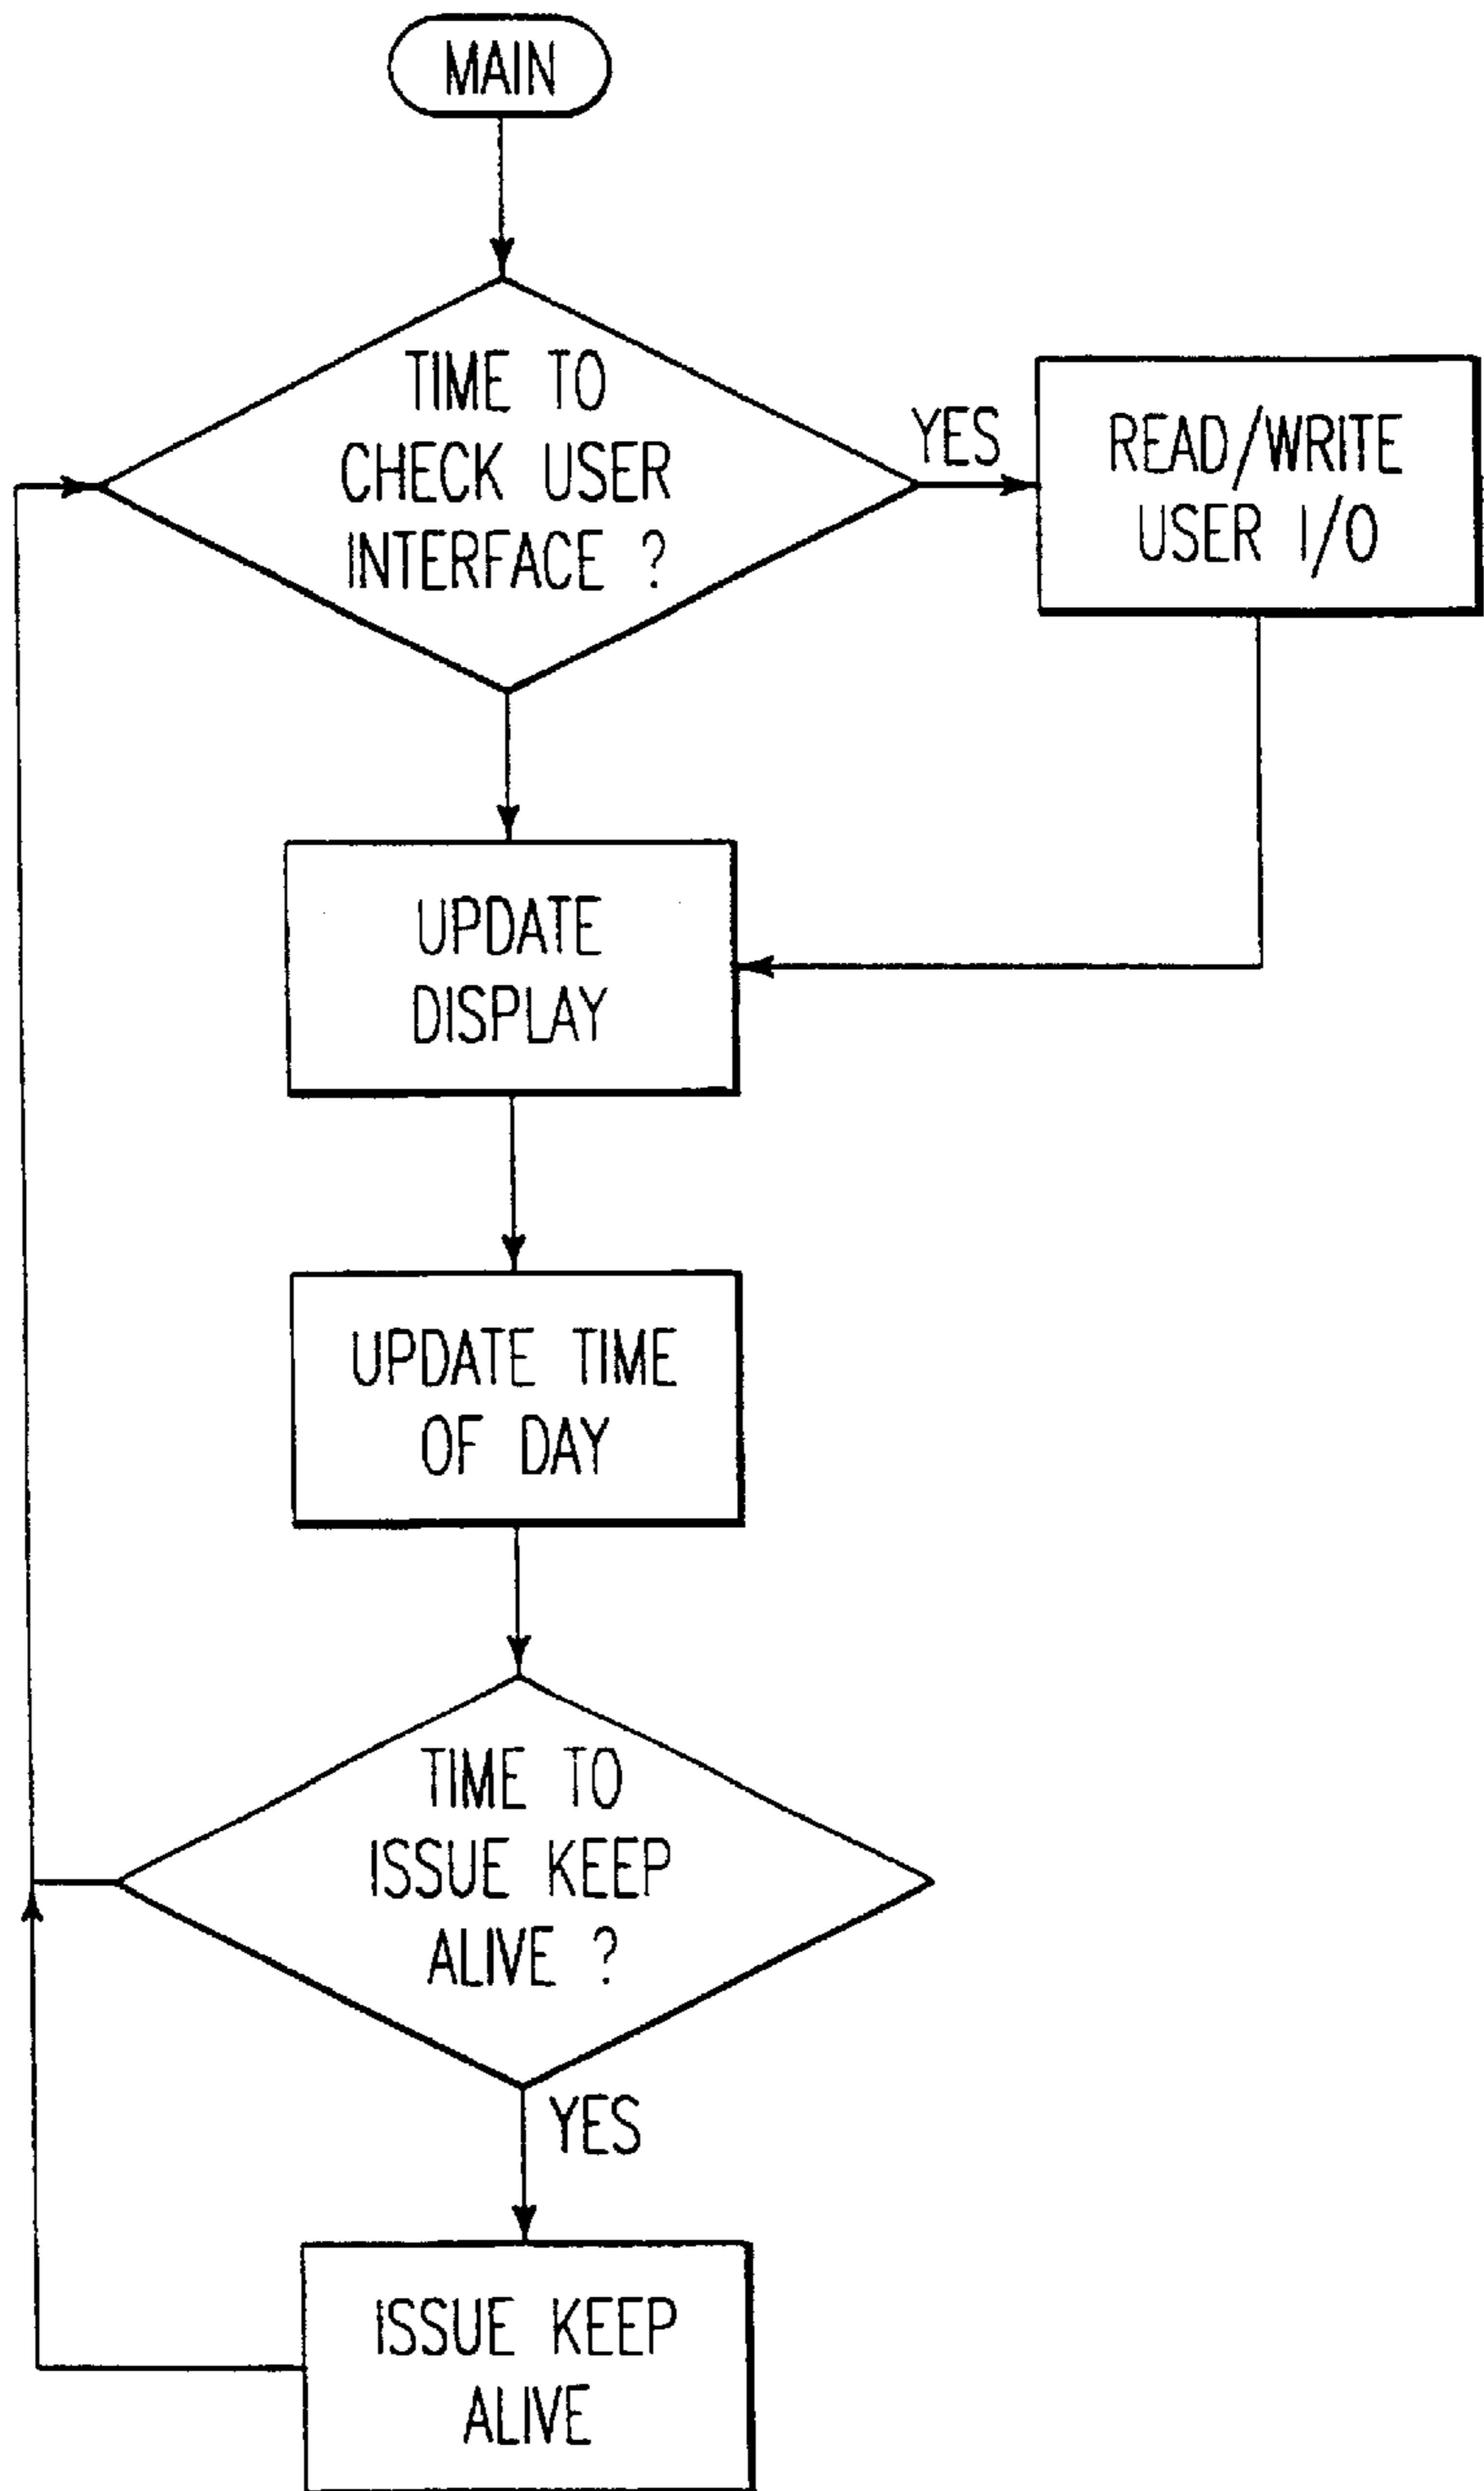 MAIN
TIME TO
CHECK USER
INTERFACE ?
YES
READ/WRITE
USER I/O
UPDATE
DISPLAY
UPDATE TIME
OF DAY
TIME TO
ISSUE KEEP
ALIVE ?
YES
ISSUE KEEP
ALIVE